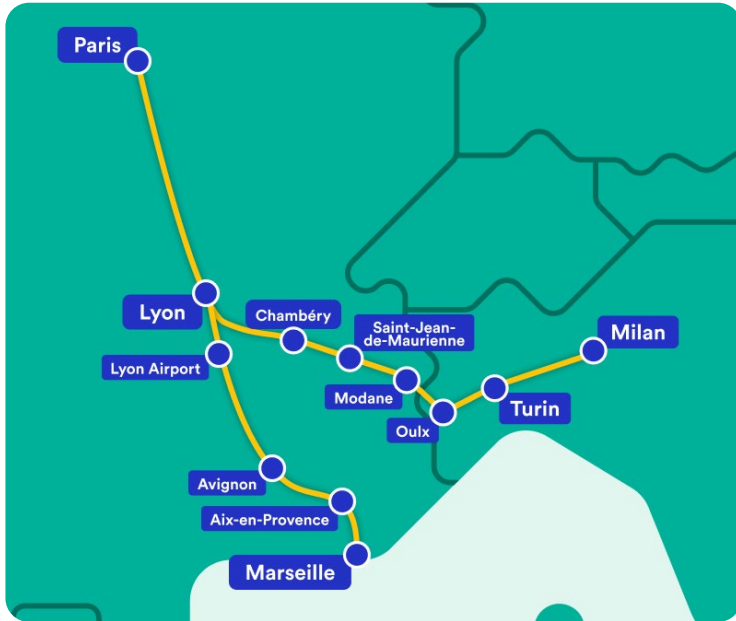 Paris
Lyon
Chambéry
Saint-Jean-
de-Maurienne
Milan
Lyon Airport
Modane
Turin
Oulx
Avignon
Aix-en-Provence
Marseille